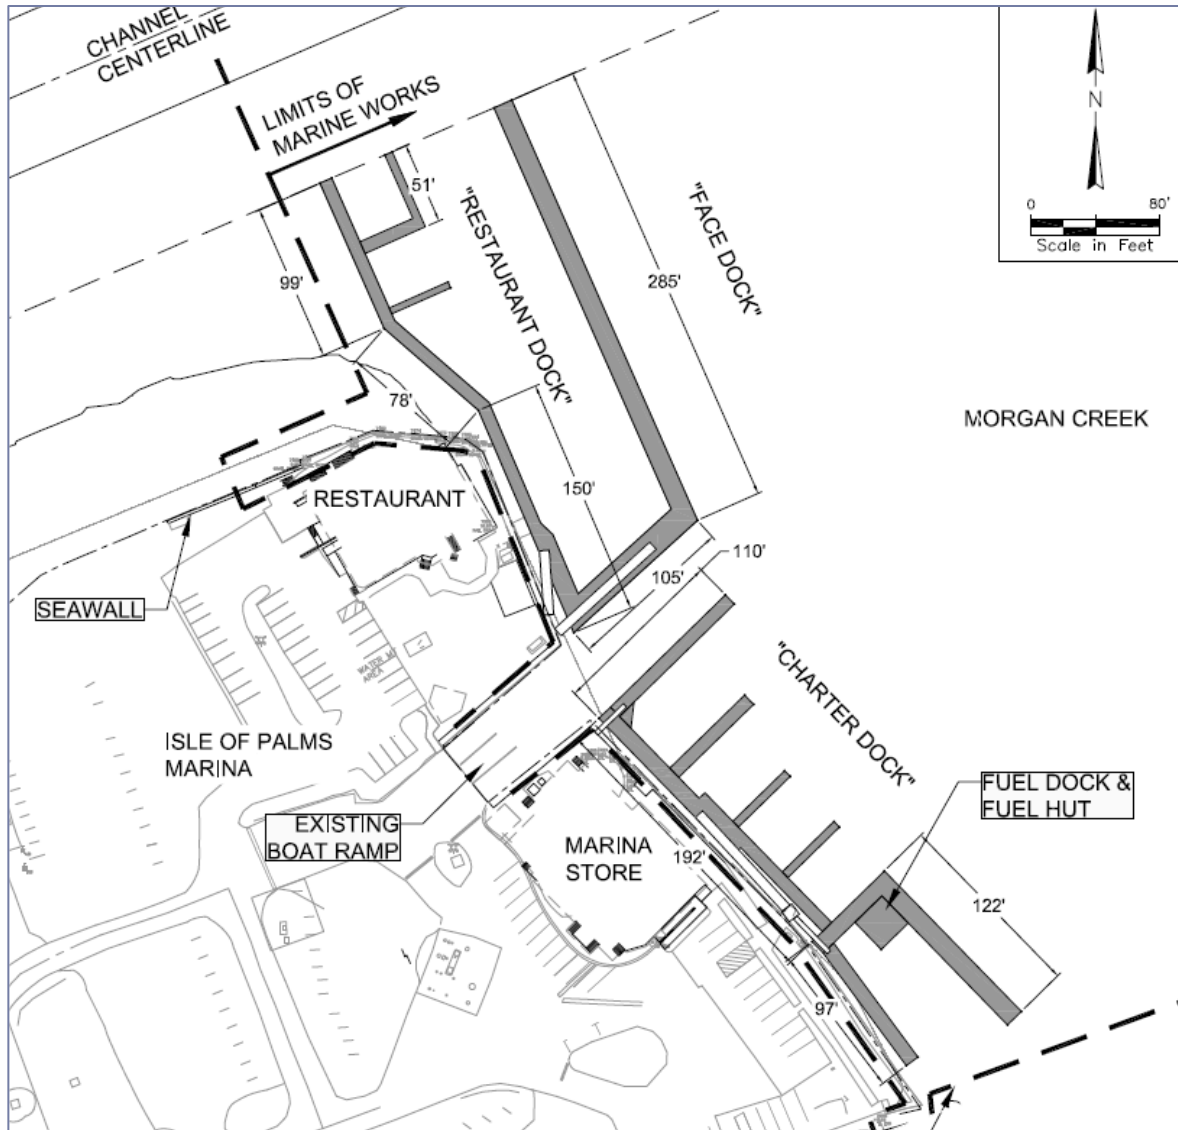 CHANNEL
CENTERLINE
LIMITS OF
MARINE WORKS
N
0 80'
Scale in Feet
51'
"RESTAURANT DOCK"
"FACE DOCK"
99'
285'
78'
MORGAN CREEK
150'
RESTAURANT
110'
105'
SEAWALL
WATER M
AREA
"CHARTER DOCK"
ISLE OF PALMS
MARINA
FUEL DOCK &
FUEL HUT
EXISTING
BOAT RAMP
MARINA
STORE
192'
122'
97'